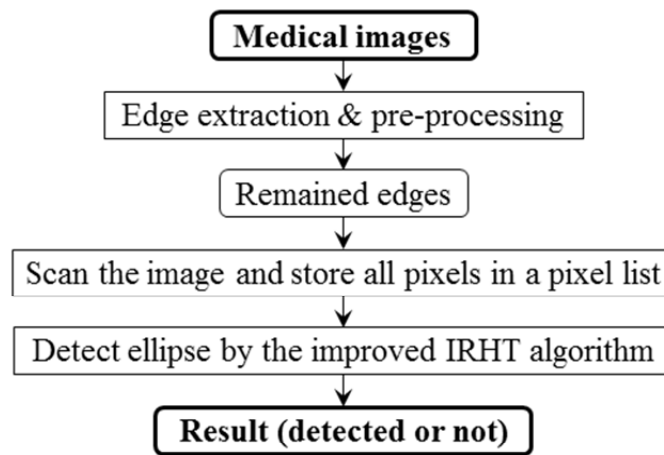 Medical images
Edge extraction & pre-processing
Remained edges
Scan the image and store all pixels in a pixel list
Detect ellipse by the improved IRHT algorithm
Result (detected or not)